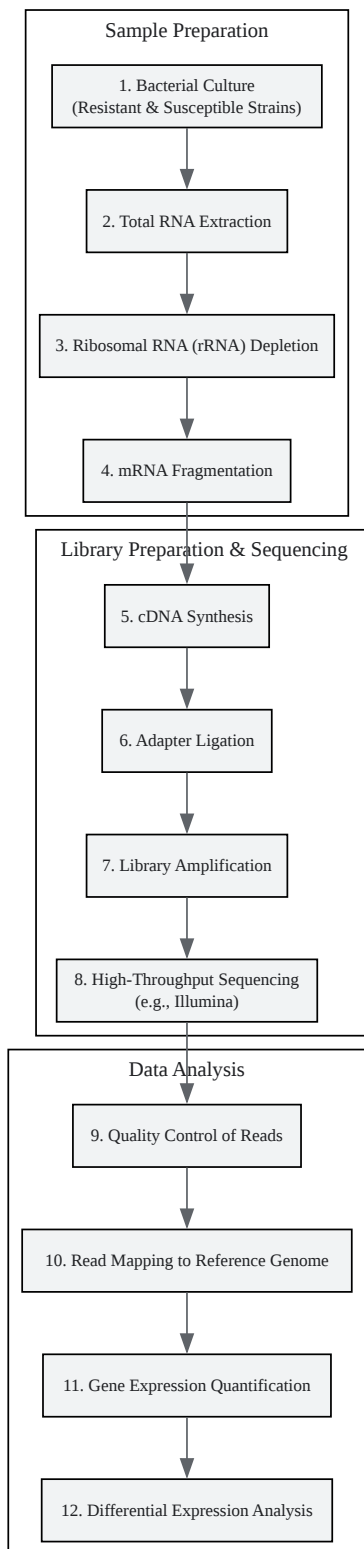 Sample Preparation
1. Bacterial Culture
(Resistant & Susceptible Strains)
2. Total RNA Extraction
3. Ribosomal RNA (rRNA) Depletion
4. mRNA Fragmentation
Library Preparation & Sequencing
5. cDNA Synthesis
6. Adapter Ligation
7. Library Amplification
8. High-Throughput Sequencing
(e.g., Illumina)
Data Analysis
9. Quality Control of Reads
10. Read Mapping to Reference Genome
11. Gene Expression Quantification
12. Differential Expression Analysis